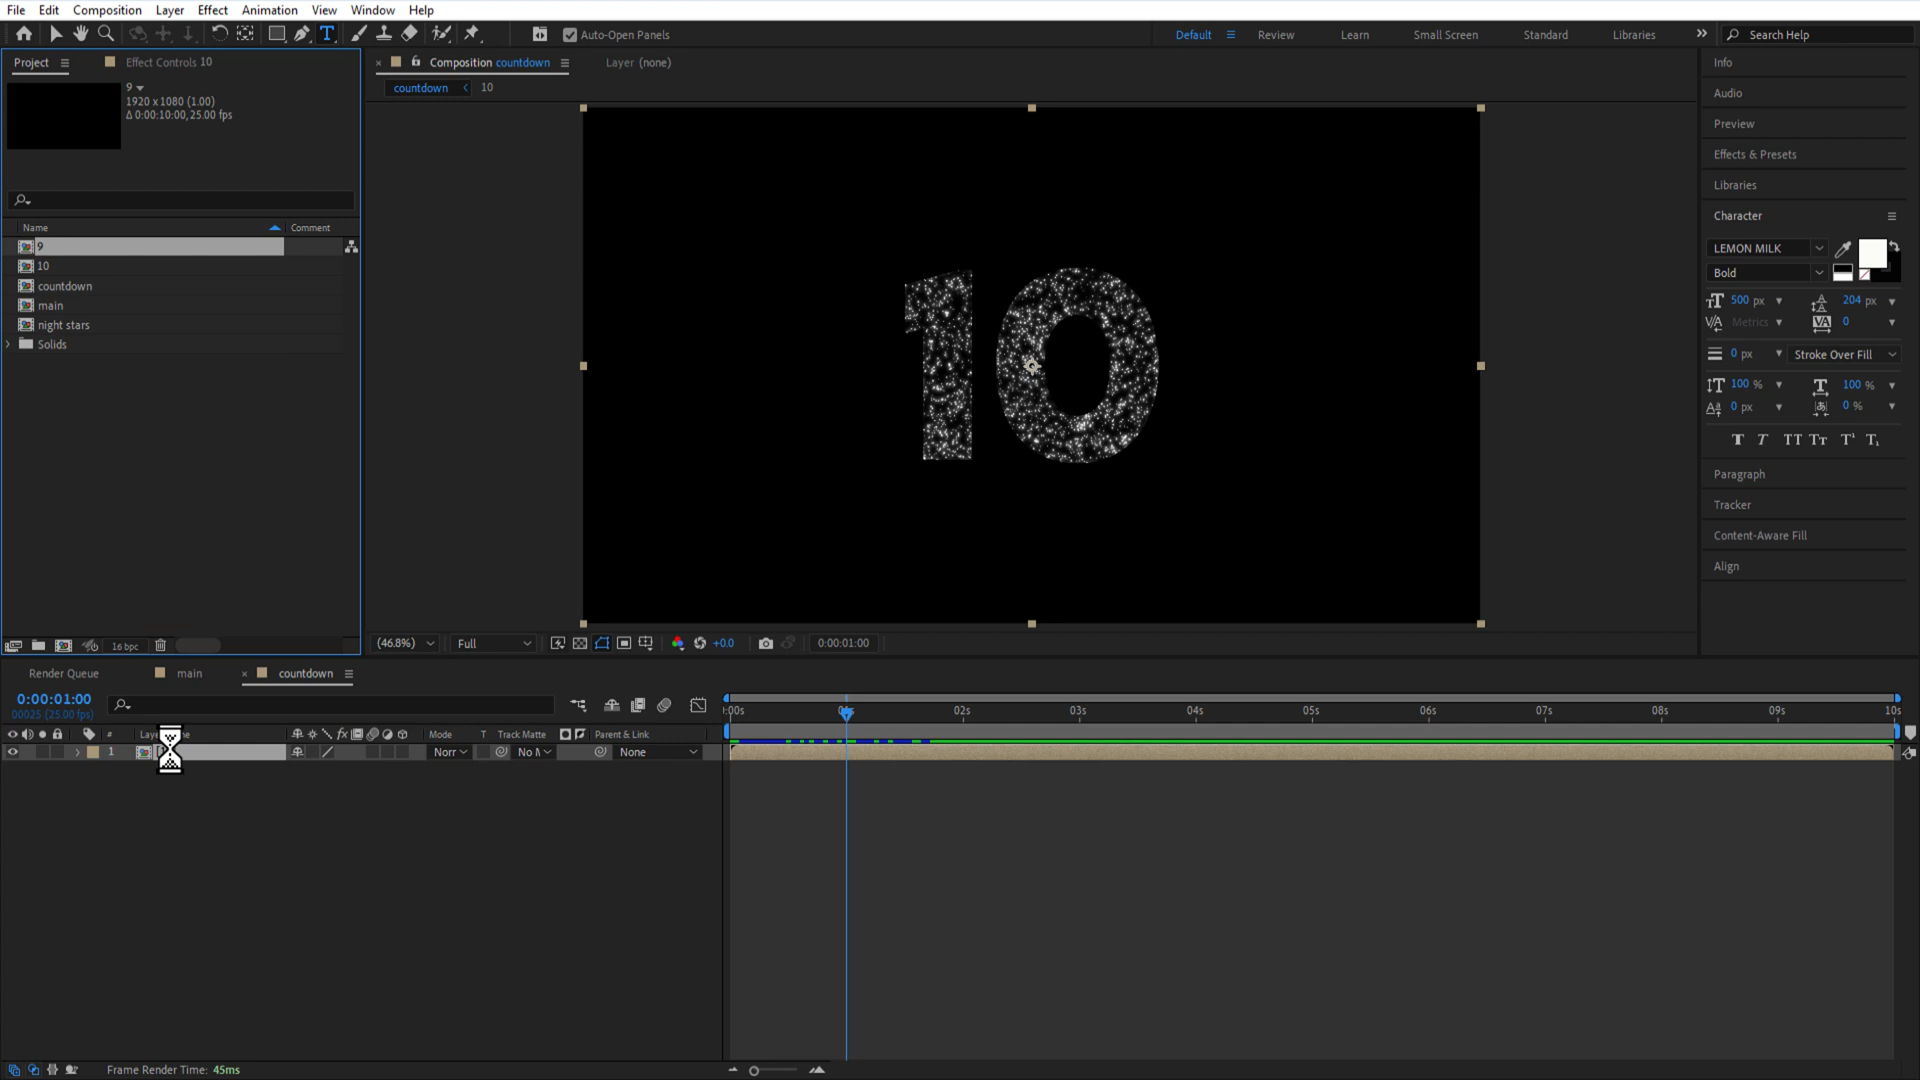 File Edit Composition Layer Effect Animation View Window Help
Auto-Open Panels
Default Review Learn Small Screen Standard Libraries Search Help
Project Effect Controls 10
9
1920 x 1080 (1.00)
Δ 0:00:10:00, 25.00 fps
Name Comment
9
10
countdown
main
night stars
Solids
16 bpc
Composition countdown Layer (none)
countdown 10
10
(46.8%) Full +0.0 0:00:01:00
Info
Audio
Preview
Effects & Presets
Libraries
Character
LEMON MILK
Bold
500 px 204 px
Metrics 0
0 px Stroke Over Fill
100 % 100 %
0 px 0 %
T T TT Tr T¹ T₁
Paragraph
Tracker
Content-Aware Fill
Align
Render Queue main countdown
0:00:01:00
00025 (25.00 fps)
:00s 02s 03s 04s 05s 06s 07s 08s 09s 10s
# Mode T Track Matte Parent & Link
1 None
Frame Render Time: 45ms